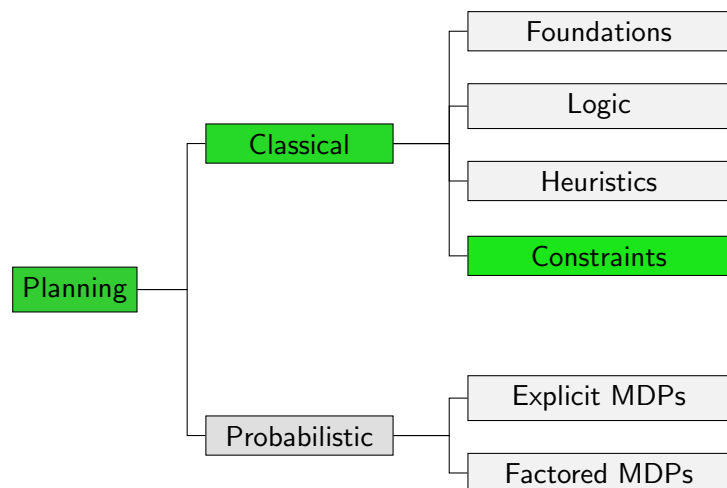 Foundations
Logic
Classical
Heuristics
Constraints
Planning
Explicit MDPs
Probabilistic
Factored MDPs